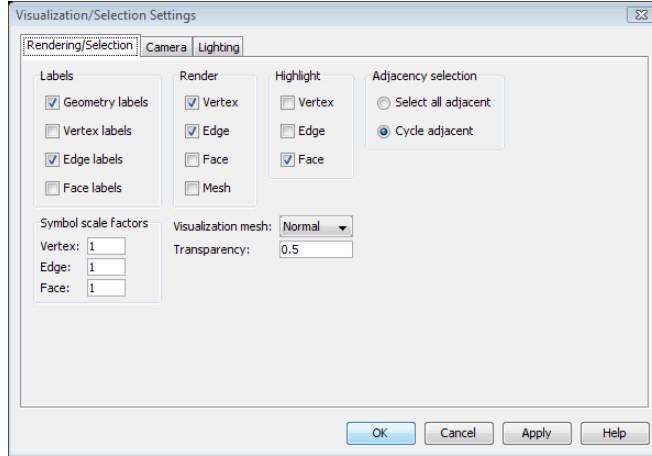 Visualization/Selection Settings
Rendering/Selection Camera Lighting
Labels Render Highlight Adjacency selection
Geometry labels Vertex Vertex Select all adjacent
Vertex labels Edge Edge Cycle adjacent
Edge labels Face Face
Face labels Mesh
Symbol scale factors Visualization mesh: Normal
Vertex: 1 Transparency: 0.5
Edge: 1
Face: 1
OK Cancel Apply Help